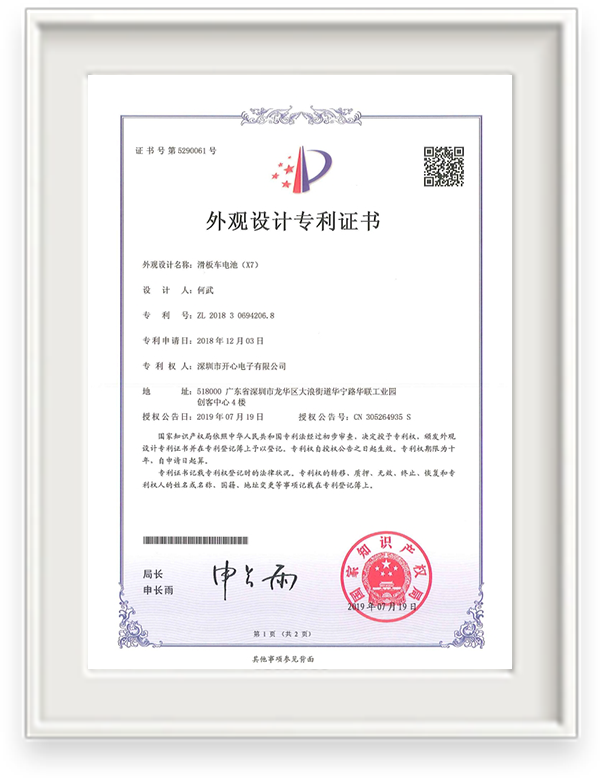 证书号第5290061号
外观设计专利证书
外观设计名称：滑板车电池（X7）
设 计 人：何武
专 利 号：ZL 2018 3 0694206.8
专利申请日：2018年12月03日
专 利 权 人：深圳市开心电子有限公司
地 址：518000 广东省深圳市龙华区大浪街道华宁路华联工业园
创客中心4楼
授权公告日：2019年07月19日 授权公告号：CN 305264935 S
国家知识产权局依照中华人民共和国专利法经过初步审查，决定授予专利权，颁发外观
设计专利证书并在专利登记簿上予以登记。专利权自授权公告之日起生效。专利权期限为十
年，自申请日起算。
专利证书记载专利权登记时的法律状况。专利权的转移、质押、无效、终止、恢复和专
利权人的姓名或名称、国籍、地址变更等事项记载在专利登记簿上。
局长
申长雨
申长雨
国家知识产权局
2019年07月19日
第 1 页 （共 2 页）
其他事项参见背面